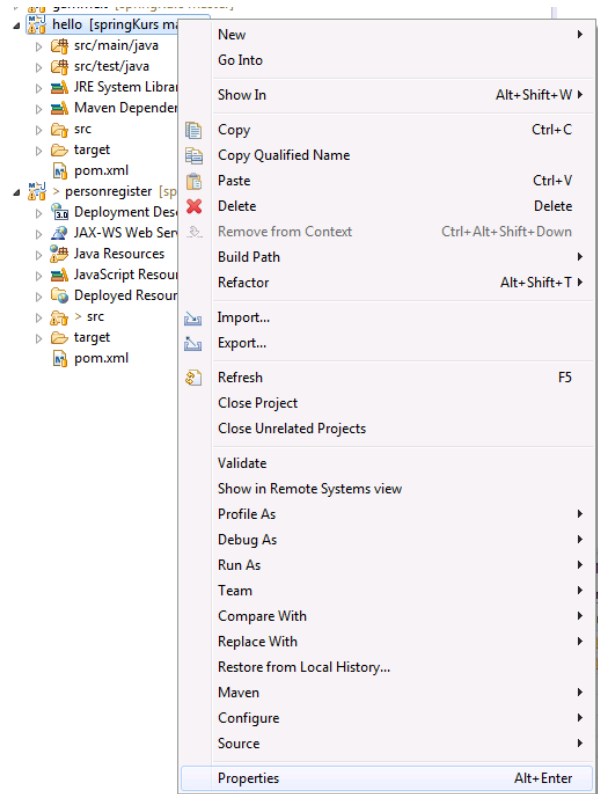 hello [springKurs ma
src/main/java
src/test/java
JRE System Librar
Maven Depender
src
target
pom.xml
> personregister [sp
Deployment Des
JAX-WS Web Ser
Java Resources
JavaScript Resour
Deployed Resour
> src
target
pom.xml
New
Go Into
Show In Alt+Shift+W
Copy Ctrl+C
Copy Qualified Name
Paste Ctrl+V
Delete Delete
Remove from Context Ctrl+Alt+Shift+Down
Build Path
Refactor Alt+Shift+T
Import...
Export...
Refresh F5
Close Project
Close Unrelated Projects
Validate
Show in Remote Systems view
Profile As
Debug As
Run As
Team
Compare With
Replace With
Restore from Local History...
Maven
Configure
Source
Properties Alt+Enter